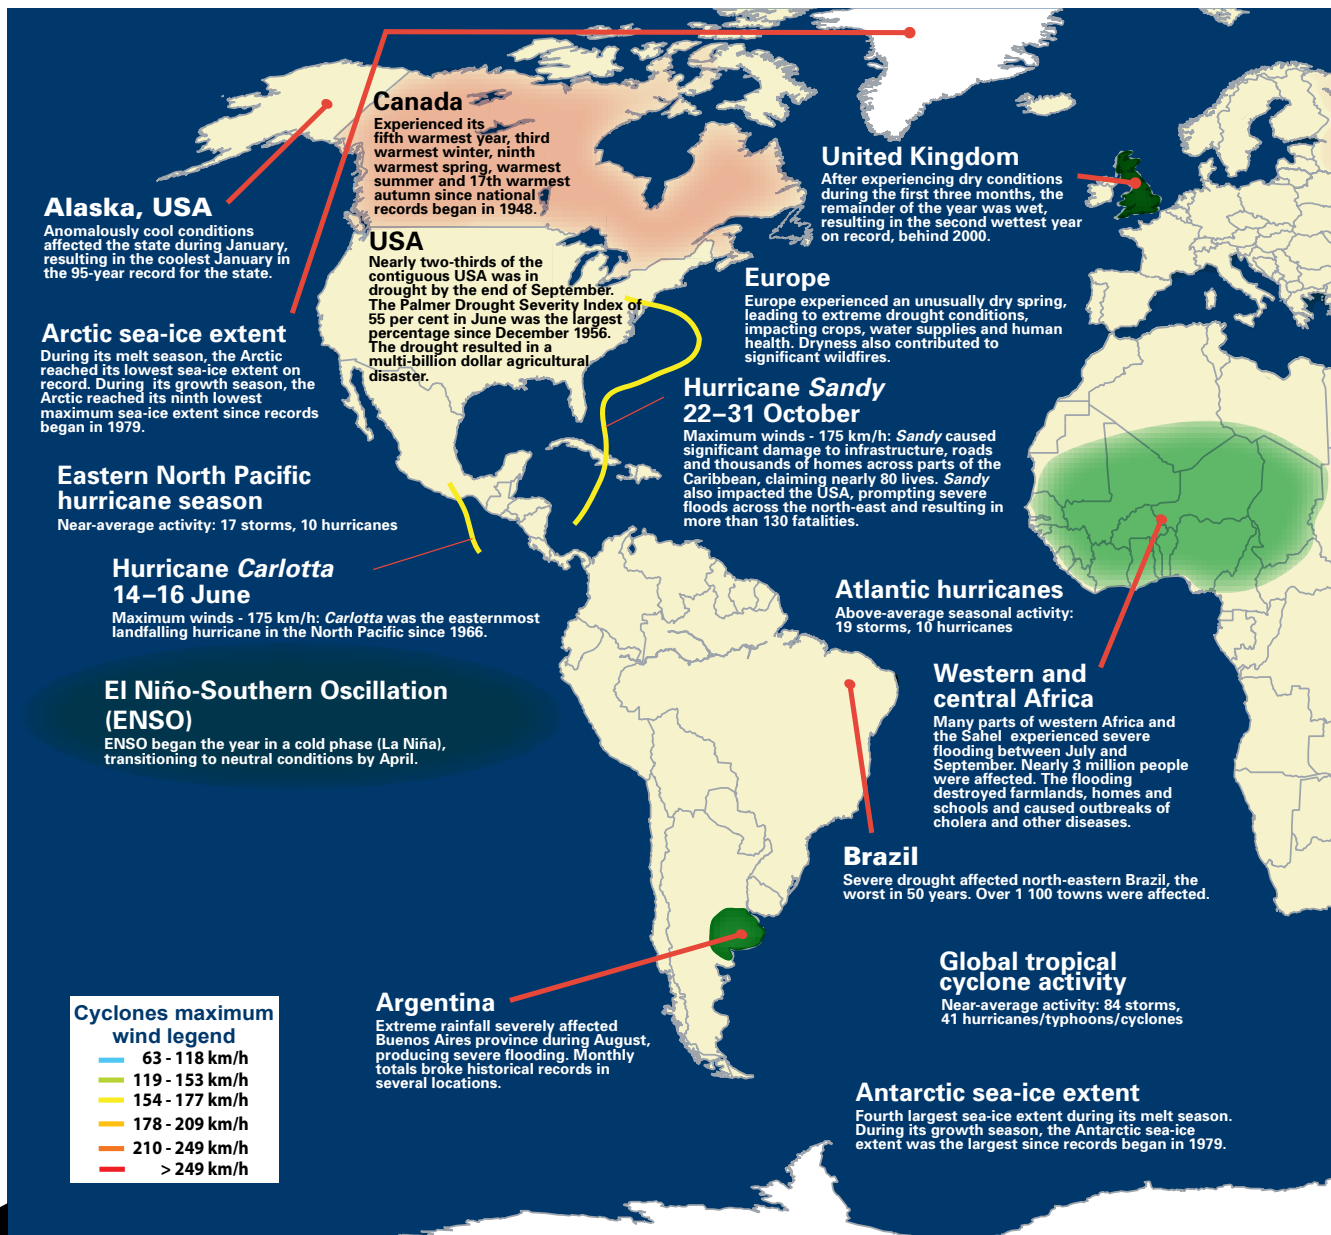 Canada
Experienced its
fifth warmest year, third
warmest winter, ninth
warmest spring, warmest
summer and 17th warmest
autumn since national
records began in 1948.
United Kingdom
After experiencing dry conditions
during the first three months, the
remainder of the year was wet,
resulting in the second wettest year
on record, behind 2000.
Alaska, USA
Anomalously cool conditions
affected the state during January,
resulting in the coolest January in
the 95-year record for the state.
USA
Nearly two-thirds of the
contiguous USA was in
drought by the end of September.
The Palmer Drought Severity Index of
55 per cent in June was the largest
percentage since December 1956.
The drought resulted in a
multi-billion dollar agricultural
disaster.
Europe
Europe experienced an unusually dry spring,
leading to extreme drought conditions,
impacting crops, water supplies and human
health. Dryness also contributed to
significant wildfires.
Arctic sea-ice extent
During its melt season, the Arctic
reached its lowest sea-ice extent on
record. During its growth season, the
Arctic reached its ninth lowest
maximum sea-ice extent since records
began in 1979.
Hurricane Sandy
22–31 October
Maximum winds - 175 km/h: Sandy caused
significant damage to infrastructure, roads
and thousands of homes across parts of the
Caribbean, claiming nearly 80 lives. Sandy
also impacted the USA, prompting severe
floods across the north-east and resulting in
more than 130 fatalities.
Eastern North Pacific
hurricane season
Near-average activity: 17 storms, 10 hurricanes
Hurricane Carlotta
14–16 June
Maximum winds - 175 km/h: Carlotta was the easternmost
landfalling hurricane in the North Pacific since 1966.
Atlantic hurricanes
Above-average seasonal activity:
19 storms, 10 hurricanes
El Niño-Southern Oscillation
(ENSO)
ENSO began the year in a cold phase (La Niña),
transitioning to neutral conditions by April.
Western and
central Africa
Many parts of western Africa and
the Sahel experienced severe
flooding between July and
September. Nearly 3 million people
were affected. The flooding
destroyed farmlands, homes and
schools and caused outbreaks of
cholera and other diseases.
Brazil
Severe drought affected north-eastern Brazil, the
worst in 50 years. Over 1 100 towns were affected.
Global tropical
cyclone activity
Near-average activity: 84 storms,
41 hurricanes/typhoons/cyclones
Argentina
Extreme rainfall severely affected
Buenos Aires province during August,
producing severe flooding. Monthly
totals broke historical records in
several locations.
Cyclones maximum
wind legend
63 - 118 km/h
119 - 153 km/h
154 - 177 km/h
178 - 209 km/h
210 - 249 km/h
> 249 km/h
Antarctic sea-ice extent
Fourth largest sea-ice extent during its melt season.
During its growth season, the Antarctic sea-ice
extent was the largest since records began in 1979.